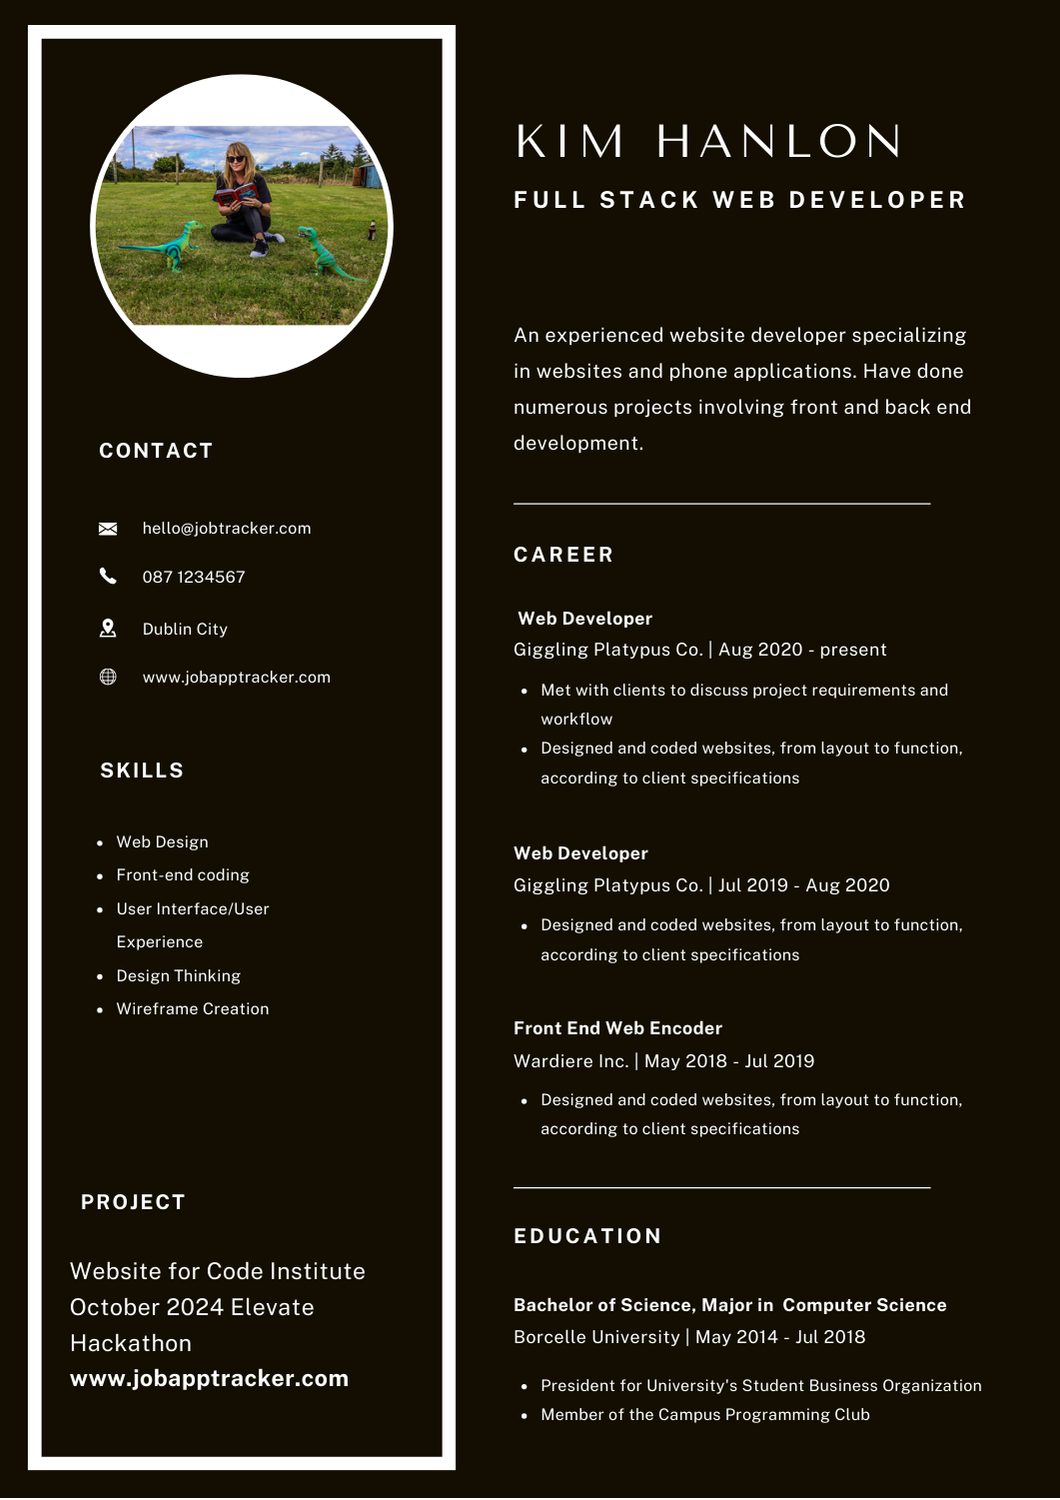 KIM HANLON
FULL STACK WEB DEVELOPER
An experienced website developer specializing
in websites and phone applications. Have done
numerous projects involving front and back end
development.
CONTACT
hello@jobtracker.com
087 1234567
Dublin City
www.jobapptracker.com
SKILLS
• Web Design
• Front-end coding
• User Interface/User
Experience
• Design Thinking
• Wireframe Creation
PROJECT
Website for Code Institute
October 2024 Elevate
Hackathon
www.jobapptracker.com
CAREER
Web Developer
Giggling Platypus Co. | Aug 2020 - present
• Met with clients to discuss project requirements and
workflow
• Designed and coded websites, from layout to function,
according to client specifications
Web Developer
Giggling Platypus Co. | Jul 2019 - Aug 2020
• Designed and coded websites, from layout to function,
according to client specifications
Front End Web Encoder
Wardiere Inc. | May 2018 - Jul 2019
• Designed and coded websites, from layout to function,
according to client specifications
EDUCATION
Bachelor of Science, Major in  Computer Science
Borcelle University | May 2014 - Jul 2018
• President for University's Student Business Organization
• Member of the Campus Programming Club